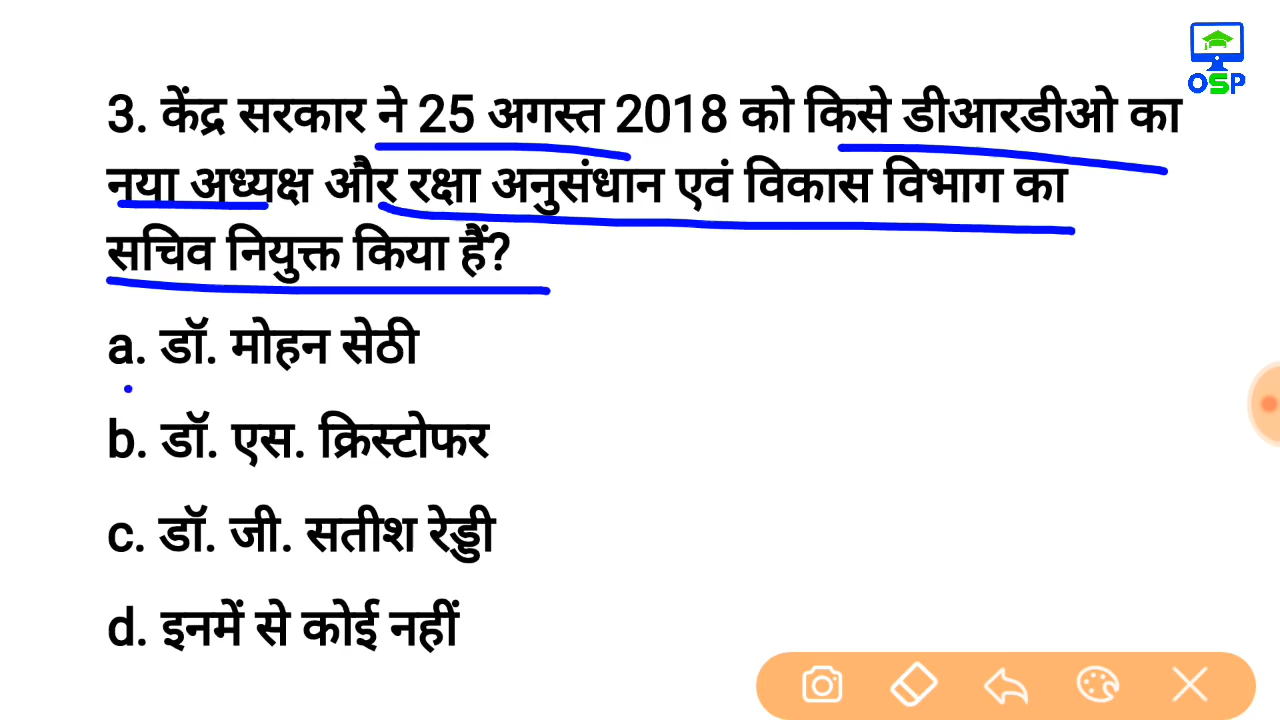 OSP
3. केंद्र सरकार ने 25 अगस्त 2018 को किसे डीआरडीओ का
नया अध्यक्ष और रक्षा अनुसंधान एवं विकास विभाग का
सचिव नियुक्त किया हैं?
a. डॉ. मोहन सेठी
b. डॉ. एस. क्रिस्टोफर
c. डॉ. जी. सतीश रेड्डी
d. इनमें से कोई नहीं